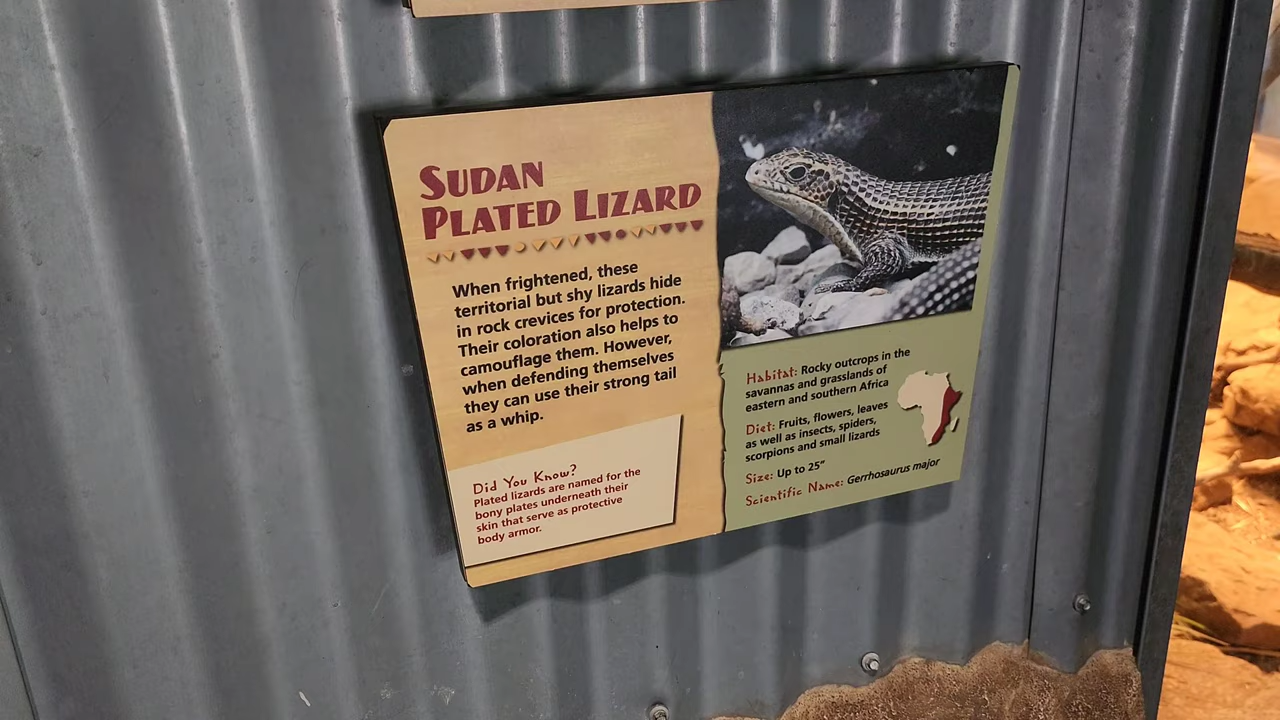 SUDAN
PLATED LIZARD
When frightened, these
territorial but shy lizards hide
in rock crevices for protection.
Their coloration also helps to
camouflage them. However,
when defending themselves
they can use their strong tail
as a whip.
Did You Know?
Plated lizards are named for the
bony plates underneath their
skin that serve as protective
body armor.
Habitat: Rocky outcrops in the
savannas and grasslands of
eastern and southern Africa
Diet: Fruits, flowers, leaves
as well as insects, spiders,
scorpions and small lizards
Size: Up to 25"
Scientific Name: Gerrhosaurus major